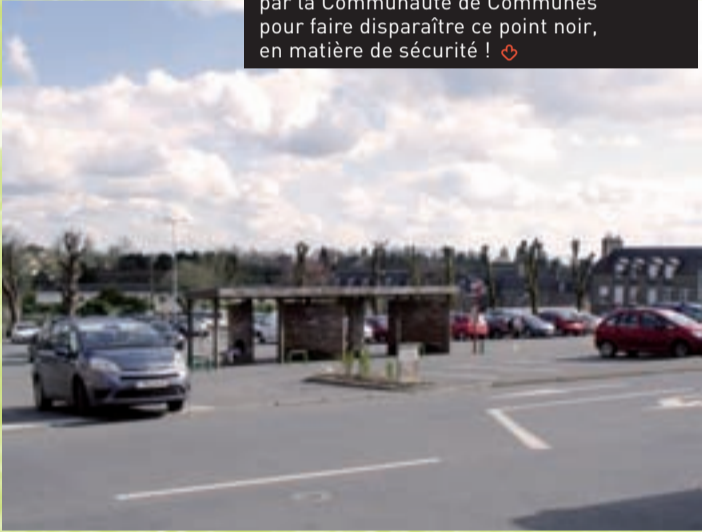 par la Communauté de Communes
pour faire disparaître ce point noir,
en matière de sécurité !